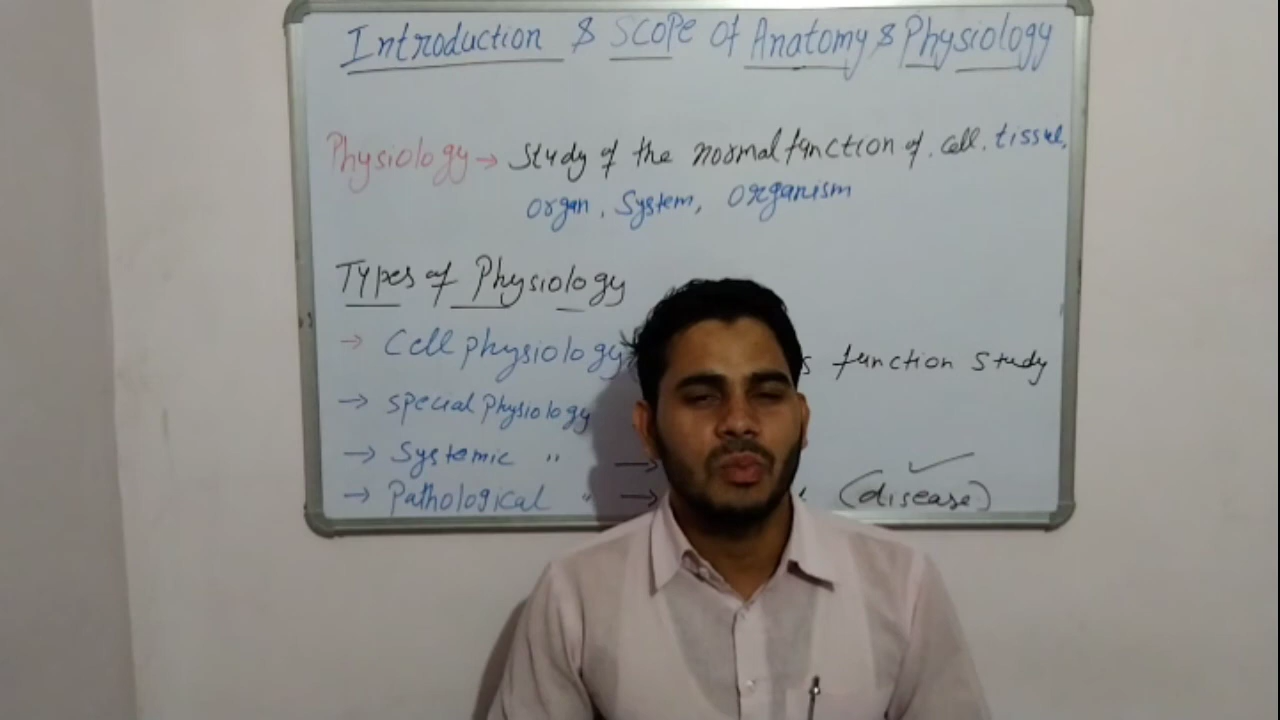 Introduction & Scope of Anatomy & Physiology
Physiology → Study of the normal function of. cell. tissue,
organ, System, Organism
Types of Physiology
→ Cell physiology function study
→ special physiology
→ Systemic " →
→ Pathological " → (disease)